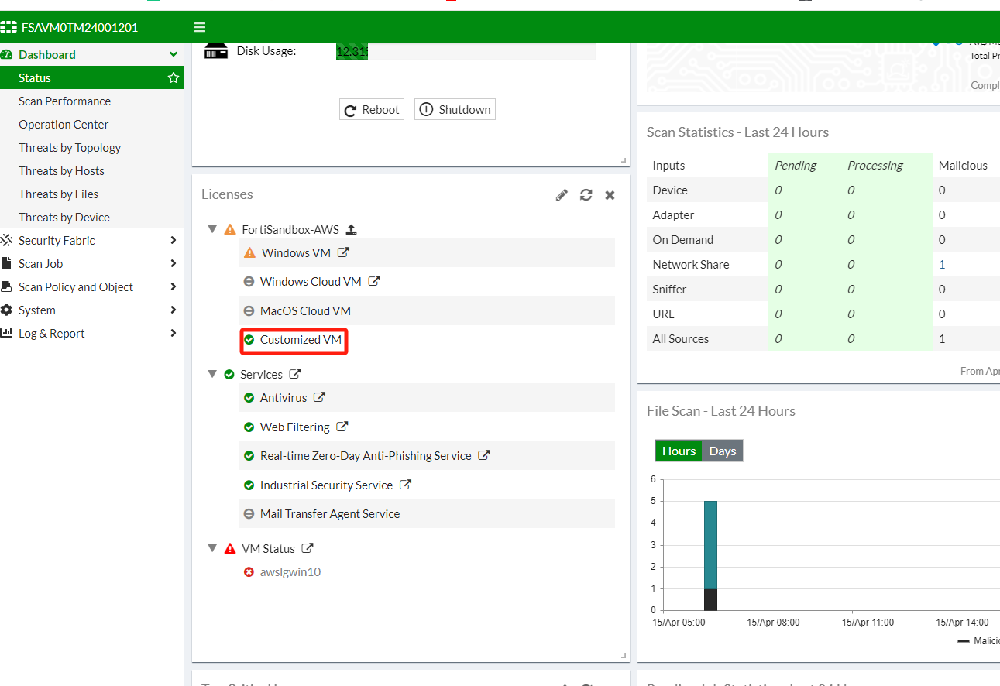 FSAVM0TM24001201
Dashboard
Status
Scan Performance
Operation Center
Threats by Topology
Threats by Hosts
Threats by Files
Threats by Device
Security Fabric
Scan Job
Scan Policy and Object
System
Log & Report
Disk Usage:
12.31%
Reboot
Shutdown
Licenses
FortiSandbox-AWS
Windows VM
Windows Cloud VM
MacOS Cloud VM
Customized VM
Services
Antivirus
Web Filtering
Real-time Zero-Day Anti-Phishing Service
Industrial Security Service
Mail Transfer Agent Service
VM Status
awslgwin10
Total Pr
Compl
Scan Statistics - Last 24 Hours
Inputs Pending Processing Malicious
Device 0 0 0
Adapter 0 0 0
On Demand 0 0 0
Network Share 0 0 1
Sniffer 0 0 0
URL 0 0 0
All Sources 0 0 1
From Apr
File Scan - Last 24 Hours
Hours Days
6
5
4
3
2
1
0
15/Apr 05:00 15/Apr 08:00 15/Apr 11:00 15/Apr 14:00
Malici